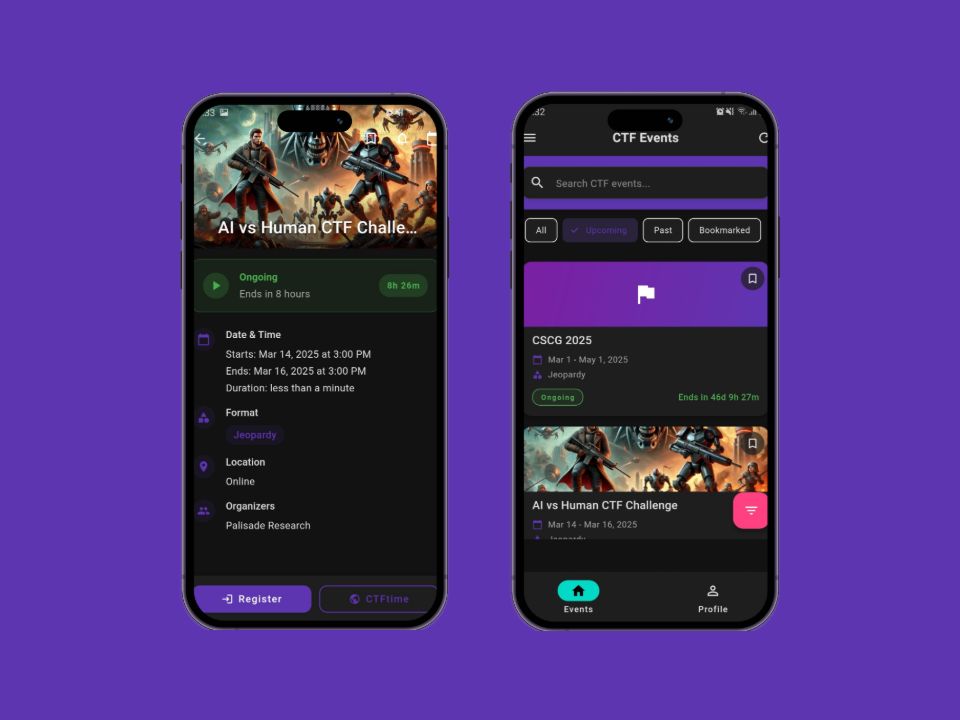 :33
AI vs Human CTF Challe...
Ongoing
Ends in 8 hours
8h 26m
Date & Time
Starts: Mar 14, 2025 at 3:00 PM
Ends: Mar 16, 2025 at 3:00 PM
Duration: less than a minute
Format
Jeopardy
Location
Online
Organizers
Palisade Research
Register
CTFtime
:32
CTF Events
Search CTF events...
All
Upcoming
Past
Bookmarked
CSCG 2025
Mar 1 - May 1, 2025
Jeopardy
Ongoing
Ends in 46d 9h 27m
AI vs Human CTF Challenge
Mar 14 - Mar 16, 2025
Jeopardy
Events
Profile